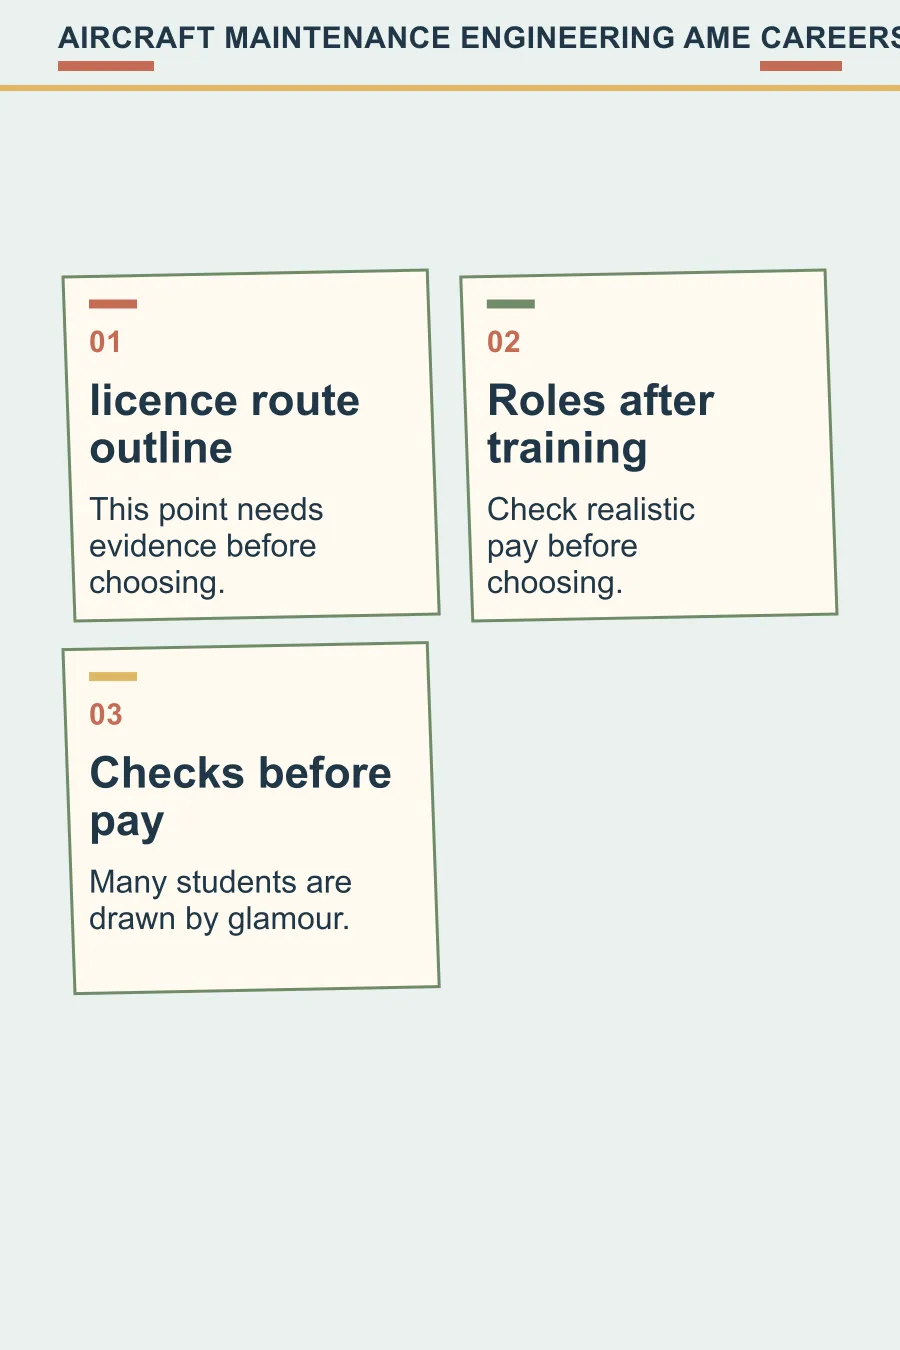 AIRCRAFT MAINTENANCE ENGINEERING AME CAREERS
01
licence route
outline
This point needs
evidence before
choosing.
02
Roles after
training
Check realistic
pay before
choosing.
03
Checks before
pay
Many students are
drawn by glamour.